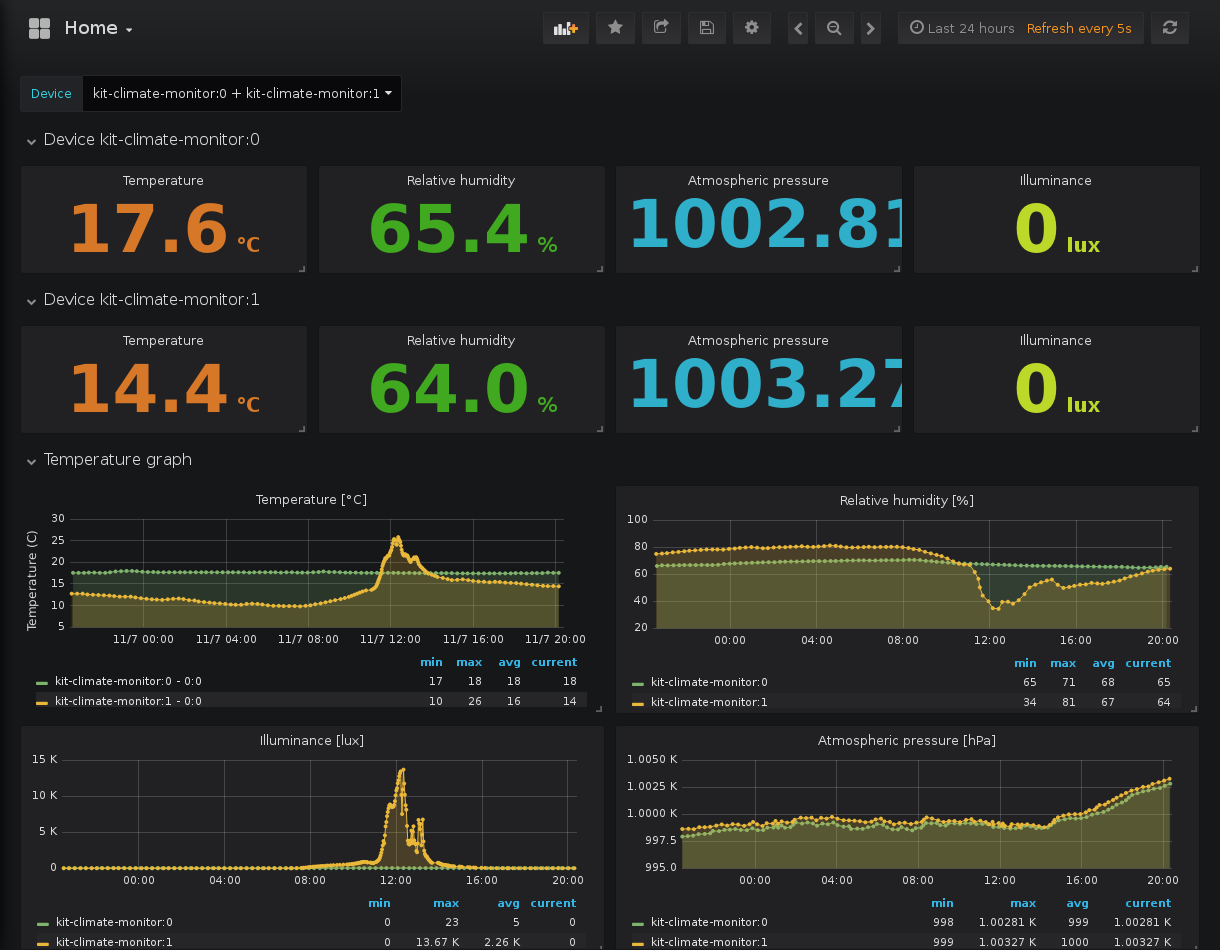 Home
Last 24 hours Refresh every 5s
Device kit-climate-monitor:0 + kit-climate-monitor:1
Device kit-climate-monitor:0
Temperature Relative humidity Atmospheric pressure Illuminance
17.6 °C 65.4 % 1002.81 0 lux
Device kit-climate-monitor:1
Temperature Relative humidity Atmospheric pressure Illuminance
14.4 °C 64.0 % 1003.27 0 lux
Temperature graph
Temperature [°C]
Temperature (C)
30
25
20
15
10
5
11/7 00:00 11/7 04:00 11/7 08:00 11/7 12:00 11/7 16:00 11/7 20:00
min max avg current
kit-climate-monitor:0 - 0:0 17 18 18 18
kit-climate-monitor:1 - 0:0 10 26 16 14
Relative humidity [%]
100
80
60
40
20
00:00 04:00 08:00 12:00 16:00 20:00
min max avg current
kit-climate-monitor:0 65 71 68 65
kit-climate-monitor:1 34 81 67 64
Illuminance [lux]
15 K
10 K
5 K
0
00:00 04:00 08:00 12:00 16:00 20:00
min max avg current
kit-climate-monitor:0 0 23 5 0
kit-climate-monitor:1 0 13.67 K 2.26 K 0
Atmospheric pressure [hPa]
1.0050 K
1.0025 K
1.0000 K
997.5
995.0
00:00 04:00 08:00 12:00 16:00 20:00
min max avg current
kit-climate-monitor:0 998 1.00281 K 999 1.00281 K
kit-climate-monitor:1 999 1.00327 K 1000 1.00327 K